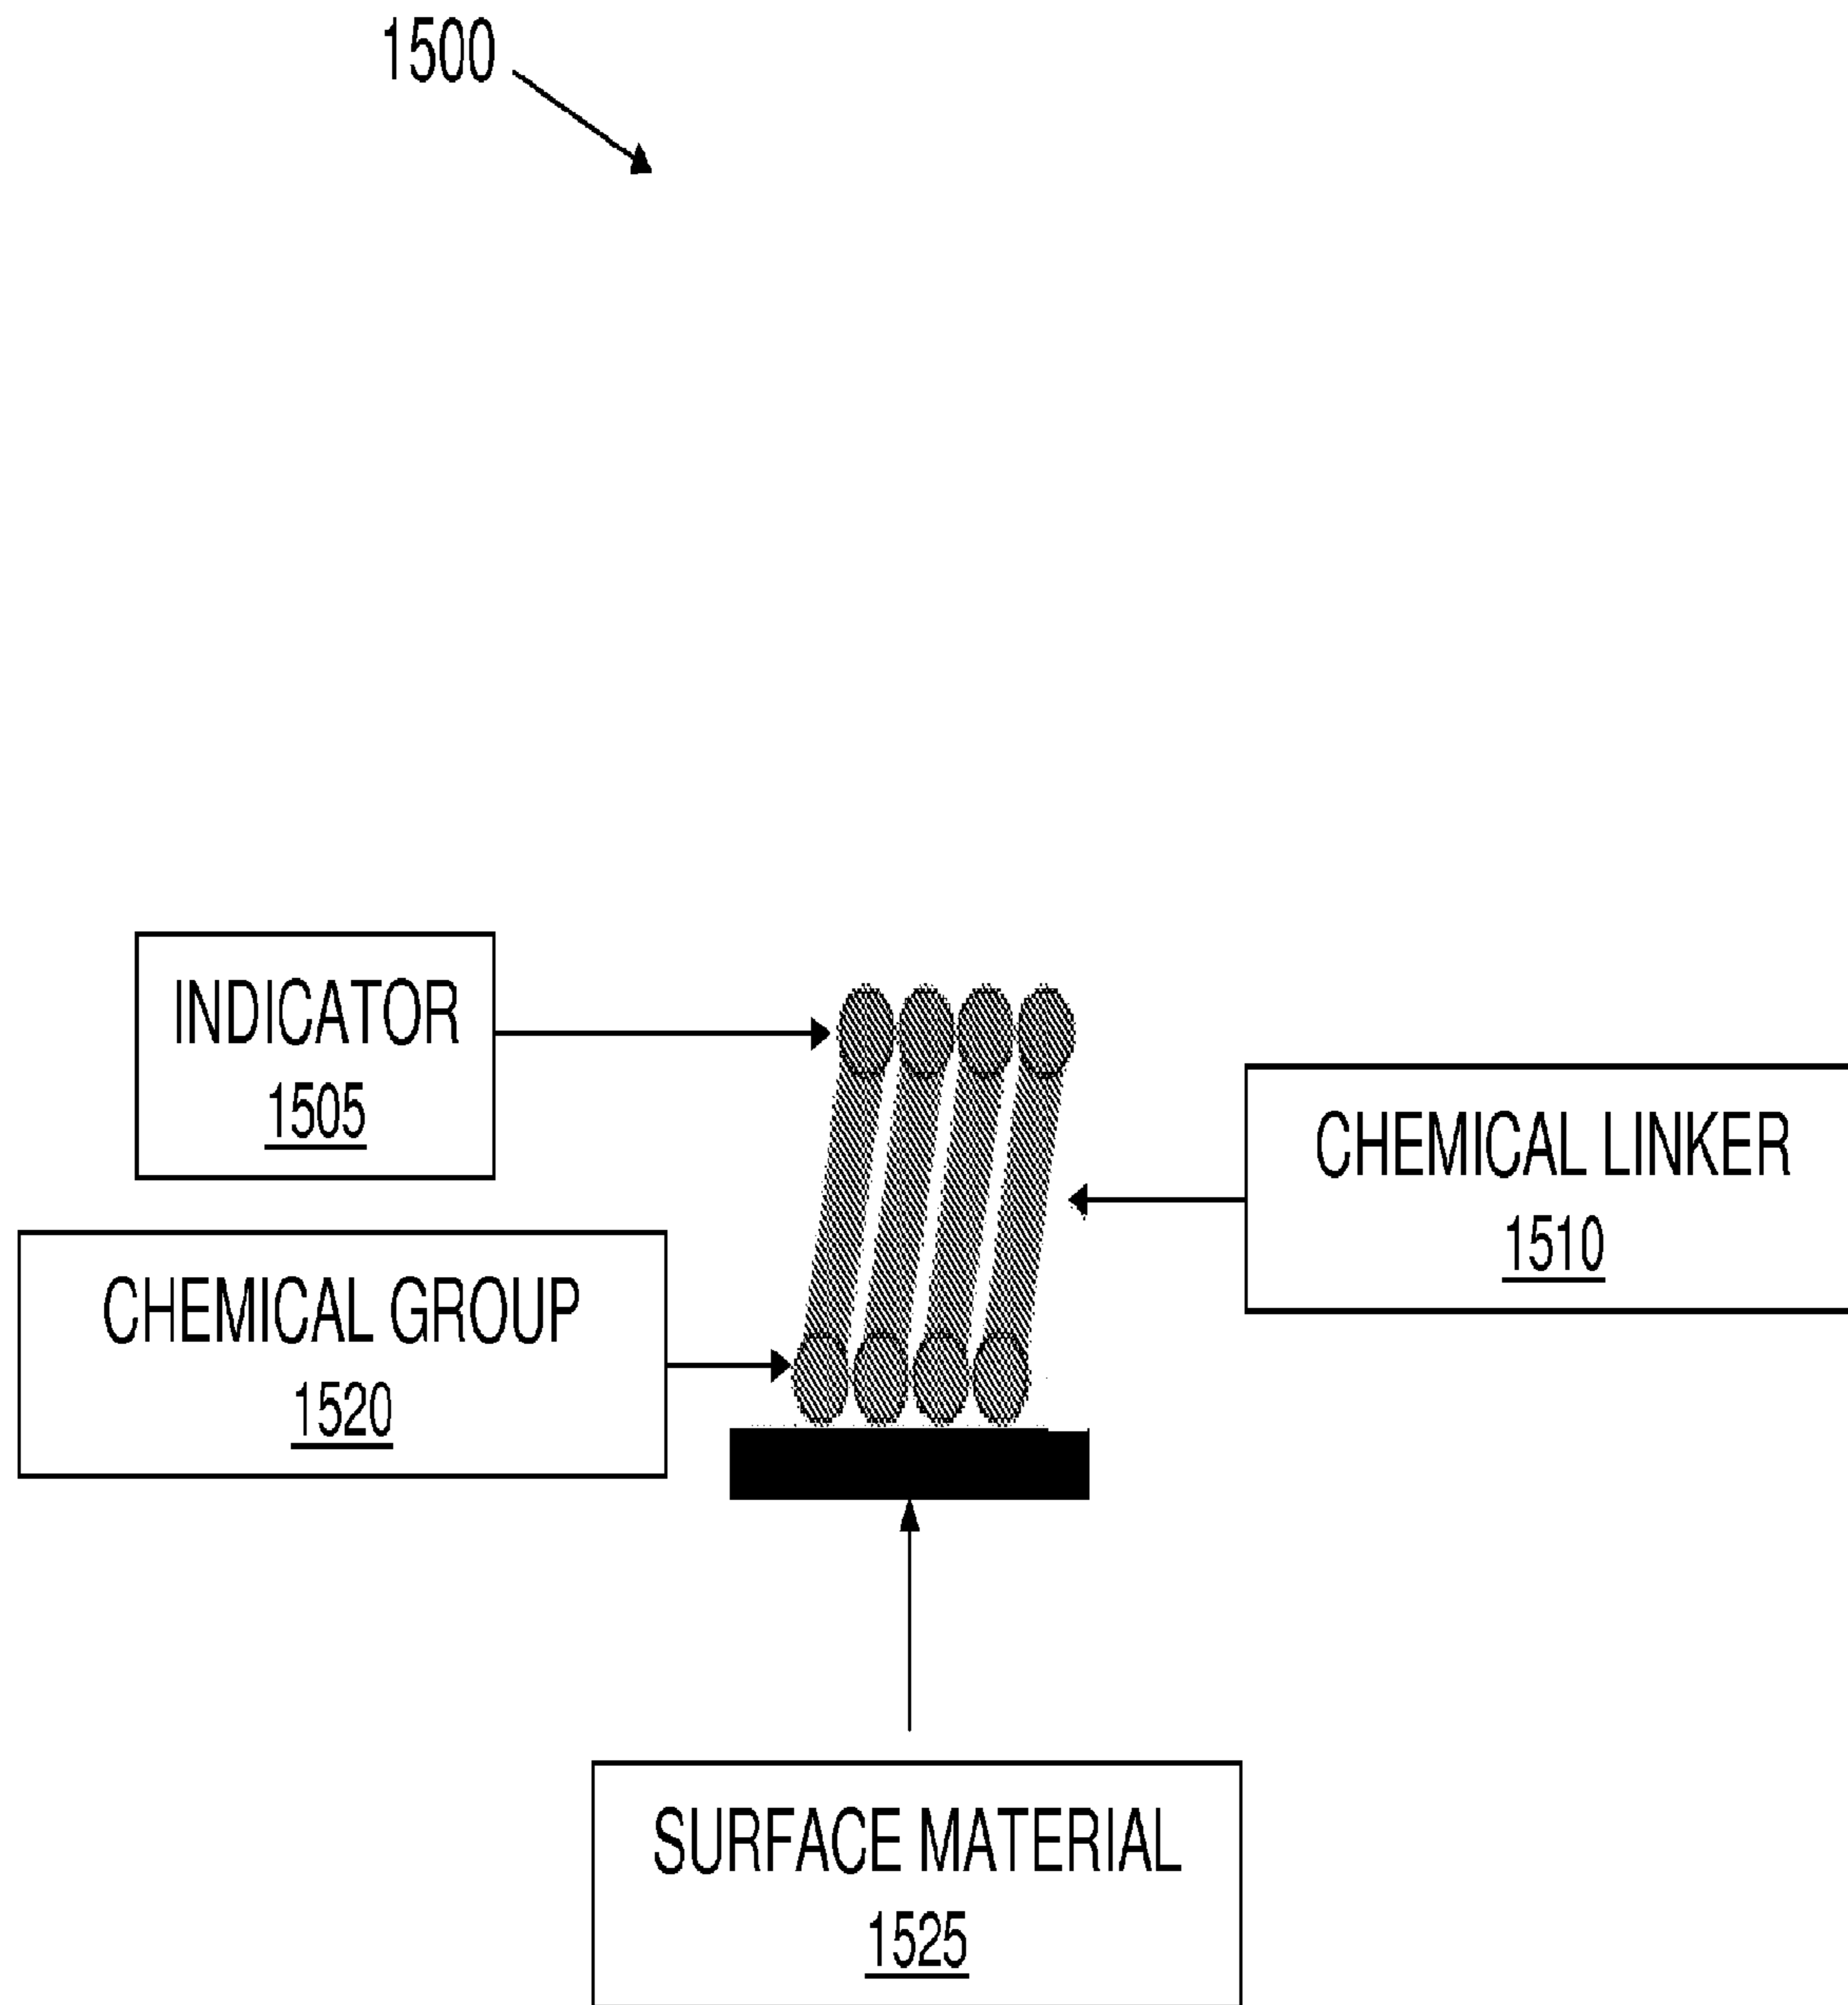 1500
INDICATOR
1505
CHEMICAL LINKER
1510
CHEMICAL GROUP
1520
SURFACE MATERIAL
1525